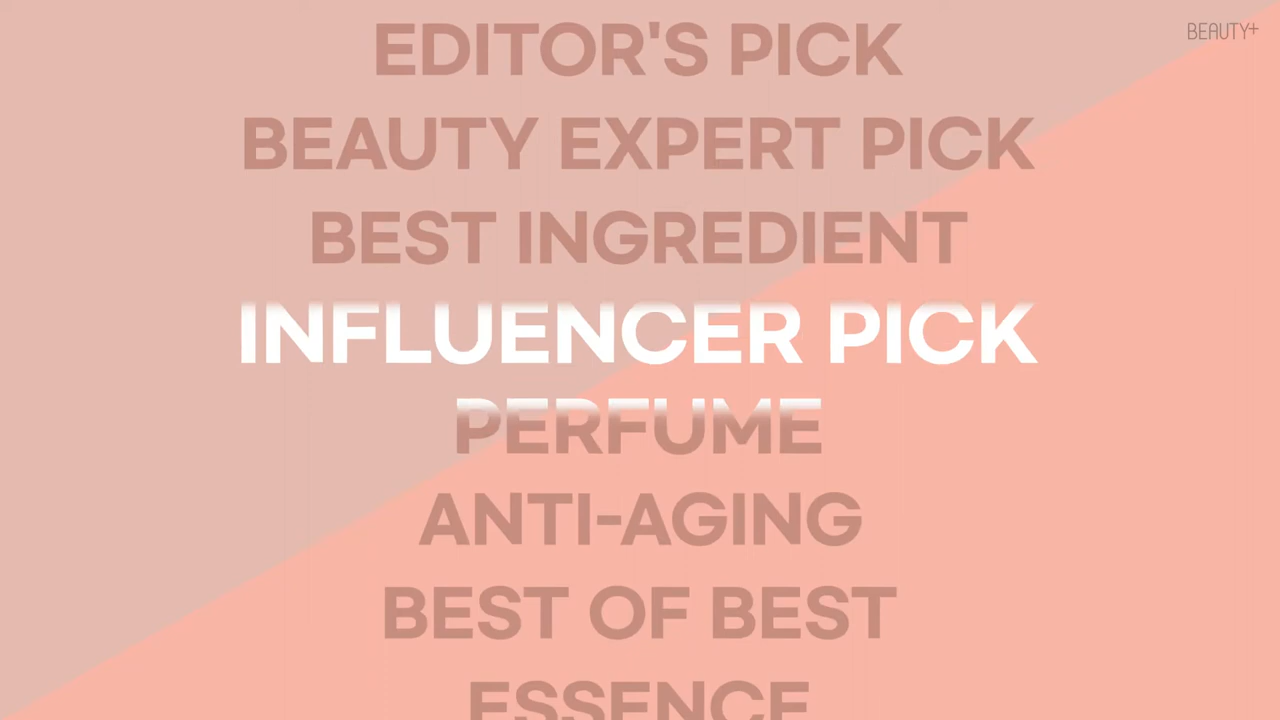 BEAUTY+
EDITOR'S PICK
BEAUTY EXPERT PICK
BEST INGREDIENT
INFLUENCER PICK
PERFUME
ANTI-AGING
BEST OF BEST
ESSENCE